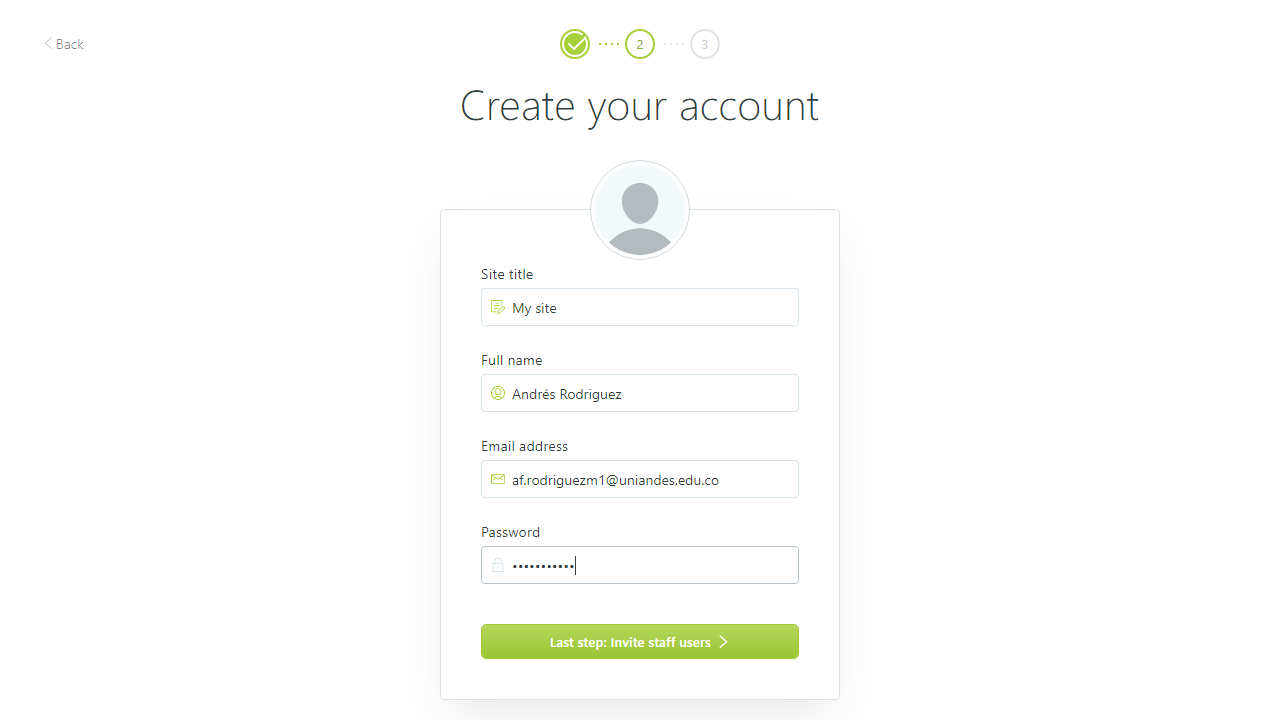 Back
2
3
Create your account
Site title
My site
Full name
Andrés Rodriguez
Email address
af.rodriguezm1@uniandes.edu.co
Password
•••••••••••
Last step: Invite staff users